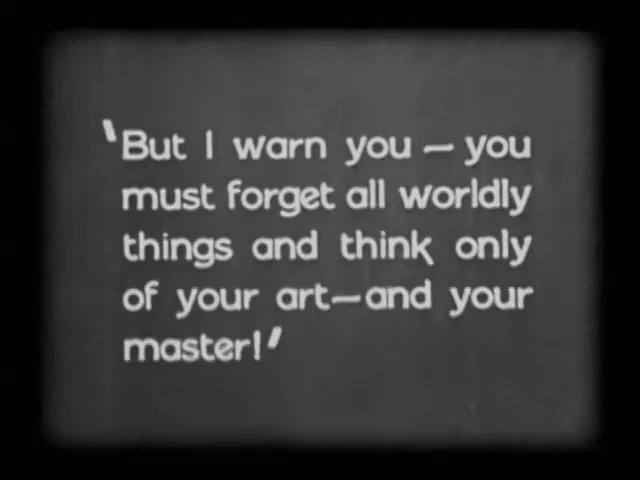 'But I warn you — you
must forget all worldly
things and think only
of your art—and your
master!'